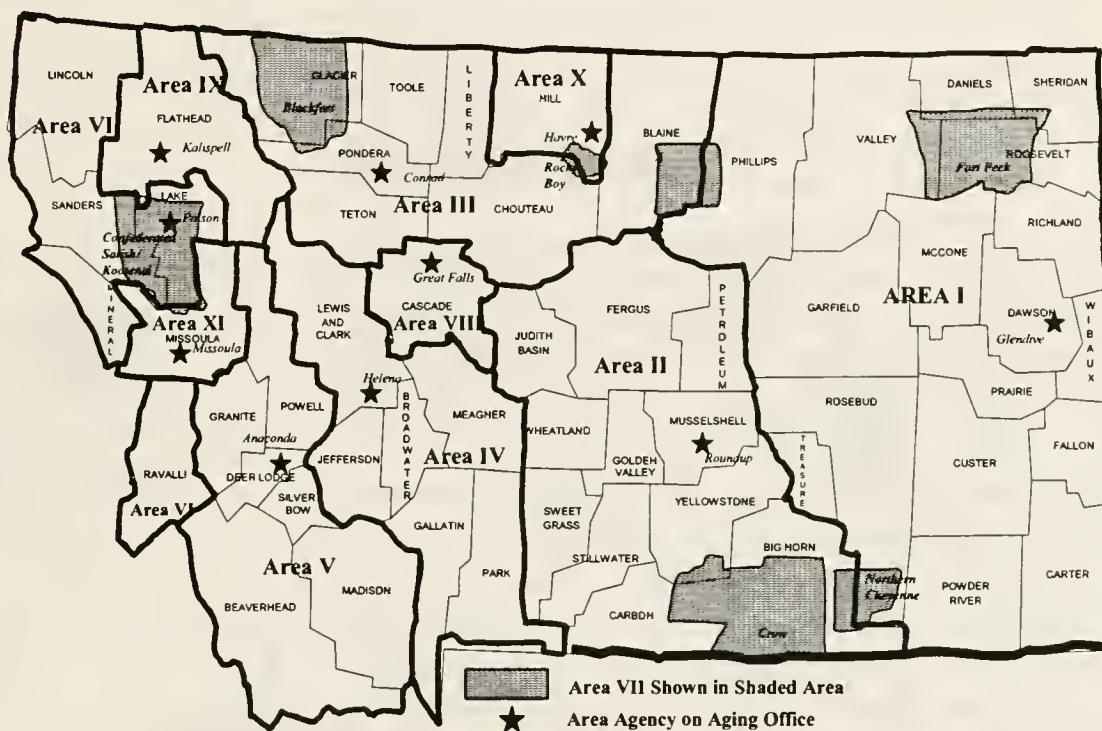 LINCOLN
Area IX
GLACIER
TOOLE
LIBERTY
Area X
HILL
DANIELS
SHERIDAN
Area VI
FLATHEAD
Blackfeet
Havre
BLAINE
VALLEY
PHILLIPS
ROOSEVELT
Fort Peck
Kalispell
PONDERA
Conrad
Rocky
Boy
SANDERS
LAKE
Polson
TETON
Area III
CHOUTEAU
RICHLAND
Confederated
Salish
Kootenai
MCCONE
MINERAL
Great Falls
CASCADE
Area VIII
LEWIS
AND
CLARK
FERGUS
PETRDLEUM
GARFIELD
AREA I
DAWSON
Glendive
WIBAUX
Area XI
MISSOULA
Missoula
JUDITH
BASIN
Area II
Helena
PRAIRIE
GRANITE
POWELL
BROADWATER
MEAGHER
WHEATLAND
MUSSELSHELL
Roundup
ROSEBUD
TREASURE
FALLON
Anaconda
DEER LODGE
JEFFERSDN
Area IV
GOLDEH
VALLEY
CUSTER
RAVALLI
Area VI
SILVER
BOW
GALLATIN
SWEET
GRASS
YELLOWSTDNE
BIG HORN
Area V
STILLWATER
PARK
Northern
Cheyenne
POWDER
RIVER
CARTER
BEAVERHEAD
MADISON
CARBDH
Crow
Area VII Shown in Shaded Area
Area Agency on Aging Office